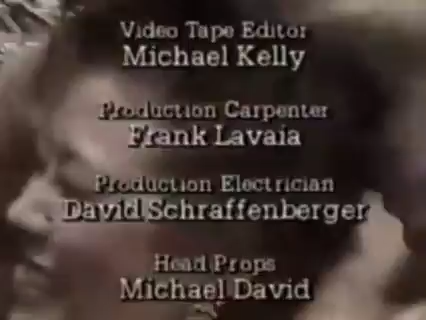 Video Tape Editor
Michael Kelly
Production Carpenter
Frank Lavaia
Production Electrician
David Schraffenberger
Head Props
Michael David